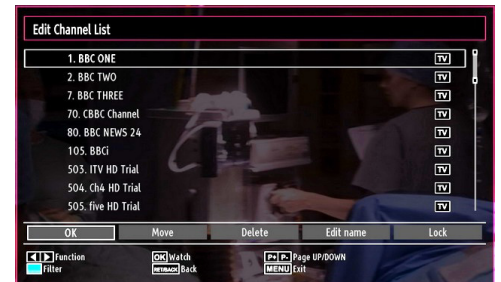 Edit Channel List
1. BBC ONE TV
2. BBC TWO TV
7. BBC THREE TV
70. CBBC Channel TV
80. BBC NEWS 24 TV
105. BBCi TV
503. ITV HD Trial TV
504. Ch4 HD Trial TV
505. five HD Trial TV
OK Move Delete Edit name Lock
Function OK Watch P+ P- Page UP/DOWN
Filter RET/BACK Back MENU Exit